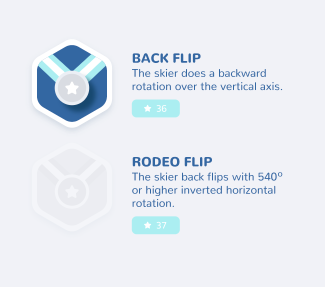 BACK FLIP
The skier does a backward
rotation over the vertical axis.
36
RODEO FLIP
The skier back flips with 540º
or higher inverted horizontal
rotation.
37